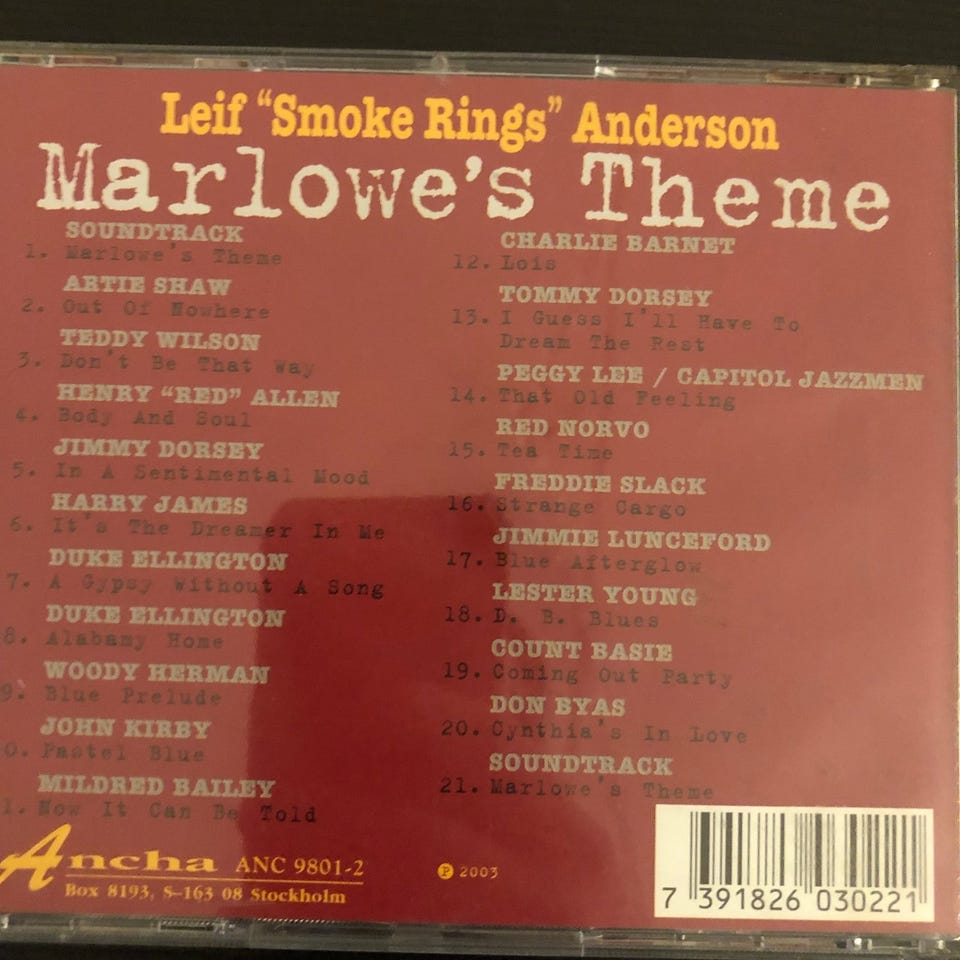 Leif “Smoke Rings” Anderson
Marlowe's Theme
SOUNDTRACK
1. Marlowe's Theme
ARTIE SHAW
2. Out Of Nowhere
TEDDY WILSON
3. Don't Be That Way
HENRY “RED” ALLEN
4. Body And Soul
JIMMY DORSEY
5. In A Sentimental Mood
HARRY JAMES
6. It's The Dreamer In Me
DUKE ELLINGTON
7. A Gypsy Without A Song
DUKE ELLINGTON
8. Alabamy Home
WOODY HERMAN
9. Blue Prelude
JOHN KIRBY
0. Pastel Blue
MILDRED BAILEY
1. Now It Can Be Told
CHARLIE BARNET
12. Lois
TOMMY DORSEY
13. I Guess I'll Have To
Dream The Rest
PEGGY LEE / CAPITOL JAZZMEN
14. That Old Feeling
RED NORVO
15. Tea Time
FREDDIE SLACK
16. Strange Cargo
JIMMIE LUNCEFORD
17. Blue Afterglow
LESTER YOUNG
18. D. B. Blues
COUNT BASIE
19. Coming Out Party
DON BYAS
20. Cynthia's In Love
SOUNDTRACK
21. Marlowe's Theme
Ancha ANC 9801-2
Box 8193, S-163 08 Stockholm
℗ 2003
7 391826 030221